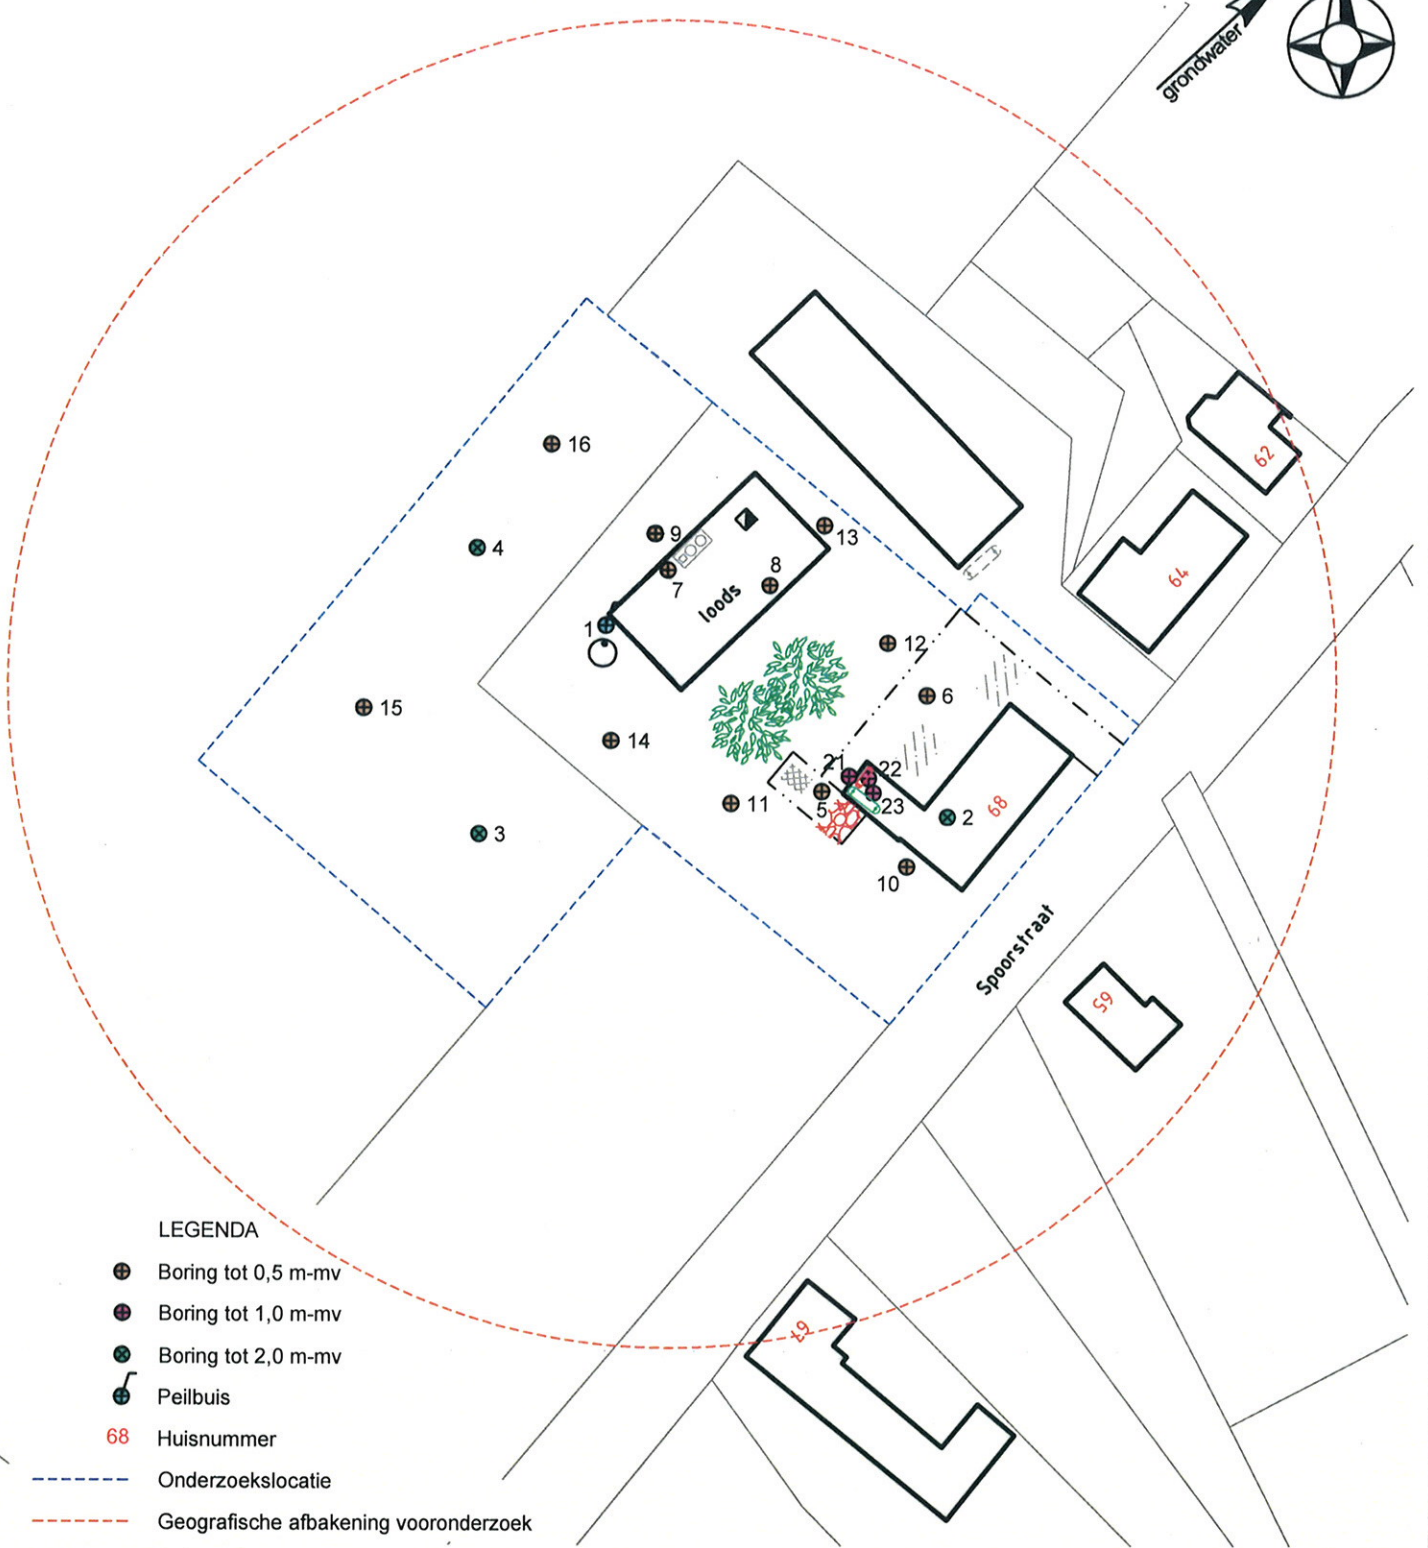 grondwater
62
16
9
13
64
4
7
8
loods
1
12
6
15
14
21
22
11
5
23
2
68
3
10
Spoorstraat
65
67
LEGENDA
Boring tot 0,5 m-mv
Boring tot 1,0 m-mv
Boring tot 2,0 m-mv
Peilbuis
68 Huisnummer
Onderzoekslocatie
Geografische afbakening vooronderzoek